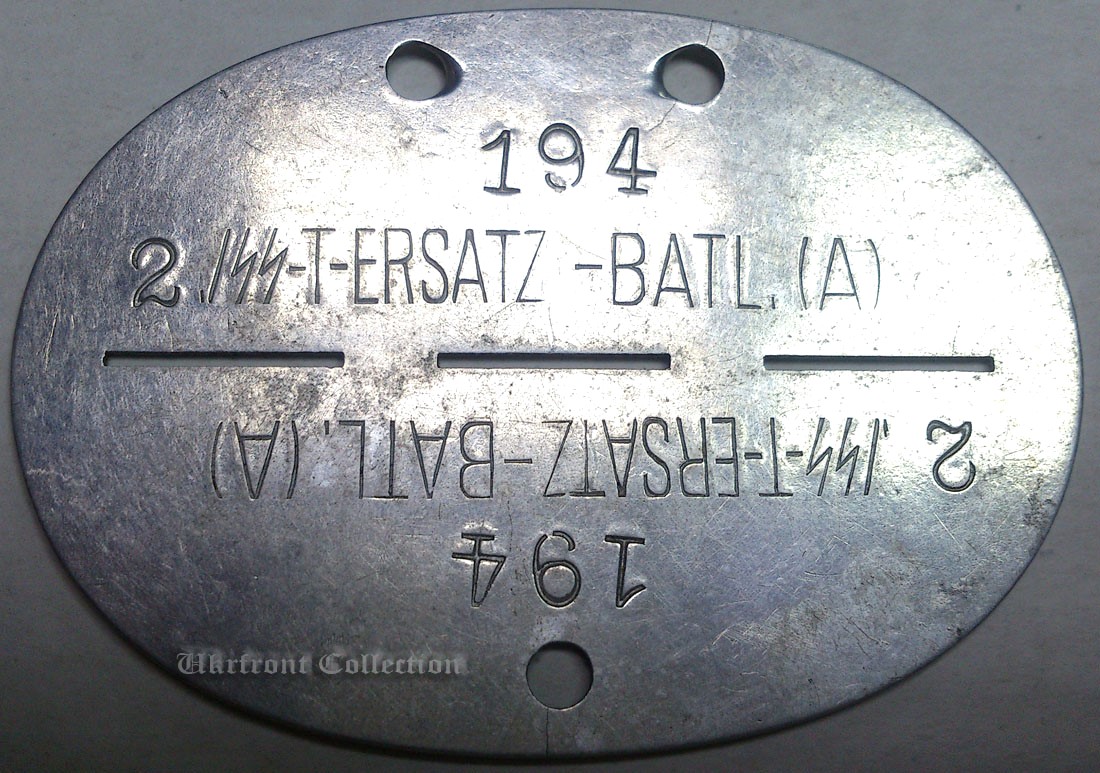 194
2./SS-T-ERSATZ-BATL.(A)
2./SS-T-ERSATZ-BATL.(A)
194
Ukrfront Collection